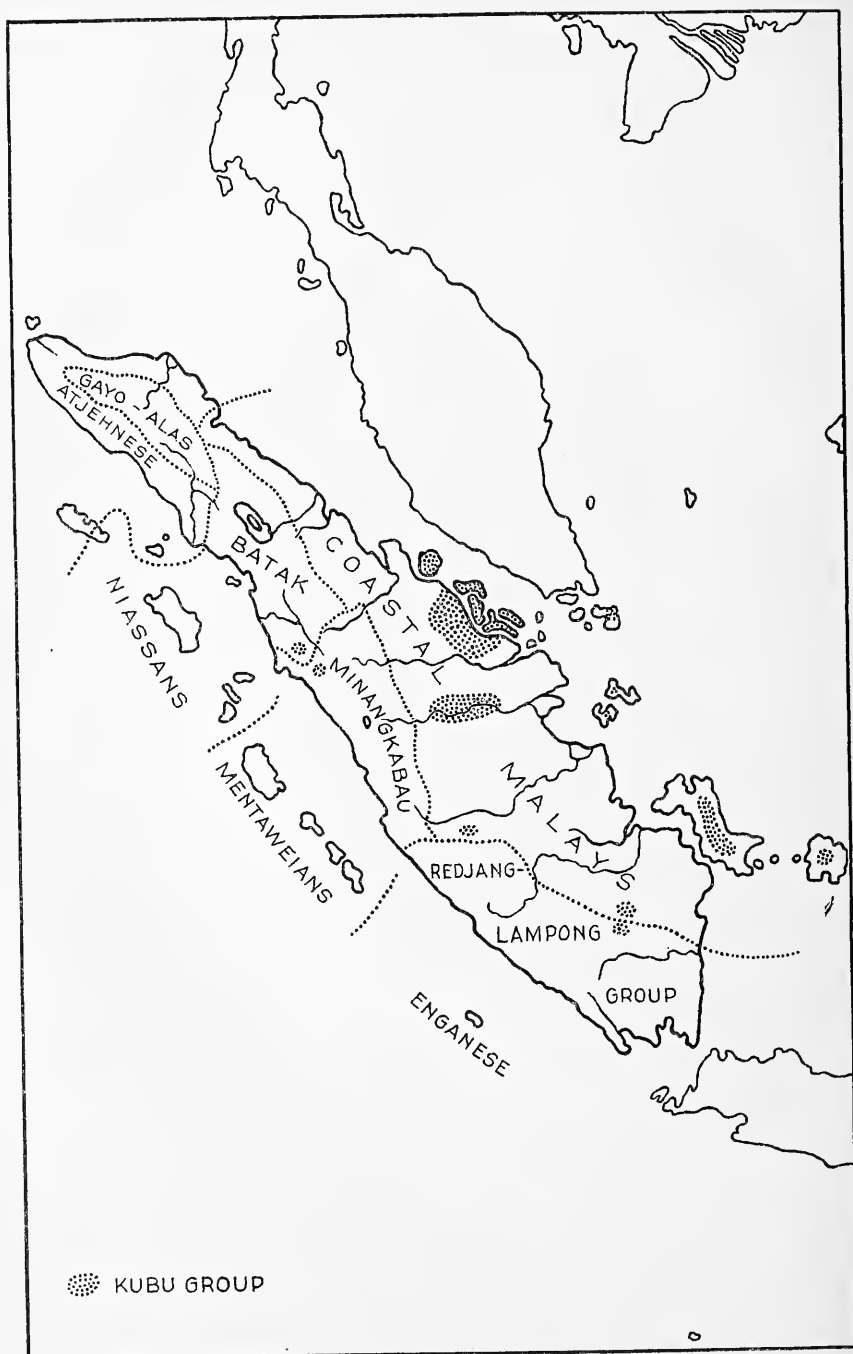 GAYO - ALAS
ATJEHNESE
BATAK
COASTAL
NIASSANS
MINANGKABAU
MENTAWEIANS
MALAYS
REDJANG-
LAMPONG
GROUP
ENGANESE
KUBU GROUP